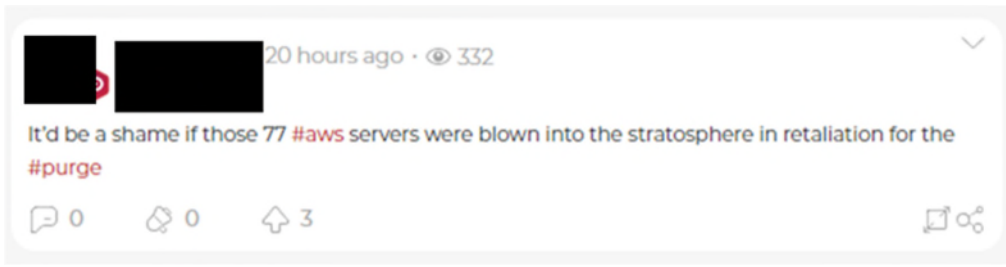 20 hours ago · 332
It'd be a shame if those 77 #aws servers were blown into the stratosphere in retaliation for the
#purge
0 0 3